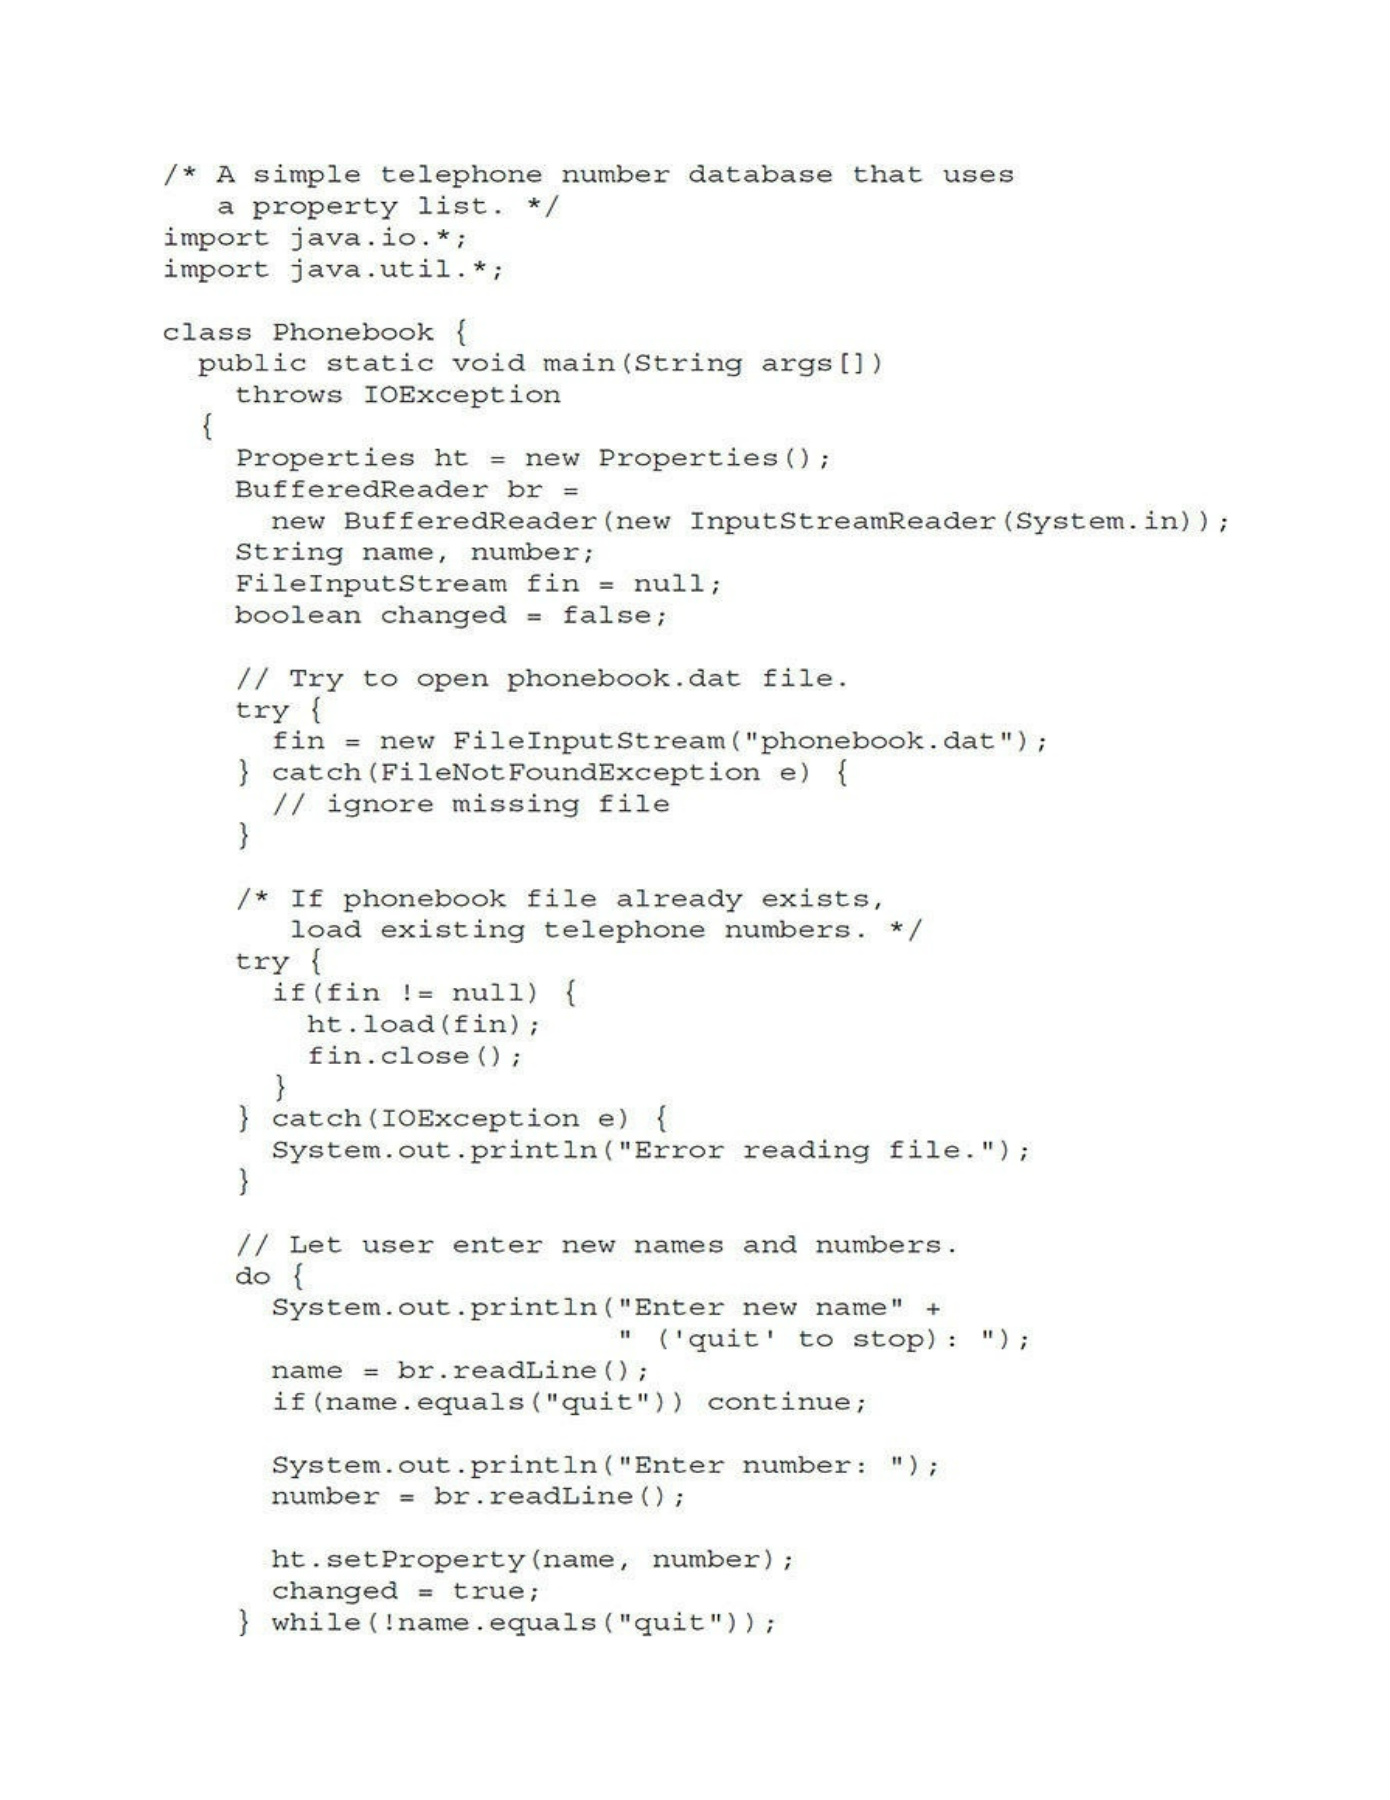 /* A simple telephone number database that uses
   a property list. */
import java.io.*;
import java.util.*;

class Phonebook {
  public static void main(String args[])
    throws IOException
  {
    Properties ht = new Properties();
    BufferedReader br =
      new BufferedReader(new InputStreamReader(System.in));
    String name, number;
    FileInputStream fin = null;
    boolean changed = false;

    // Try to open phonebook.dat file.
    try {
      fin = new FileInputStream("phonebook.dat");
    } catch(FileNotFoundException e) {
      // ignore missing file
    }

    /* If phonebook file already exists,
       load existing telephone numbers. */
    try {
      if(fin != null) {
        ht.load(fin);
        fin.close();
      }
    } catch(IOException e) {
      System.out.println("Error reading file.");
    }

    // Let user enter new names and numbers.
    do {
      System.out.println("Enter new name" +
                         " ('quit' to stop): ");
      name = br.readLine();
      if(name.equals("quit")) continue;

      System.out.println("Enter number: ");
      number = br.readLine();

      ht.setProperty(name, number);
      changed = true;
    } while(!name.equals("quit"));